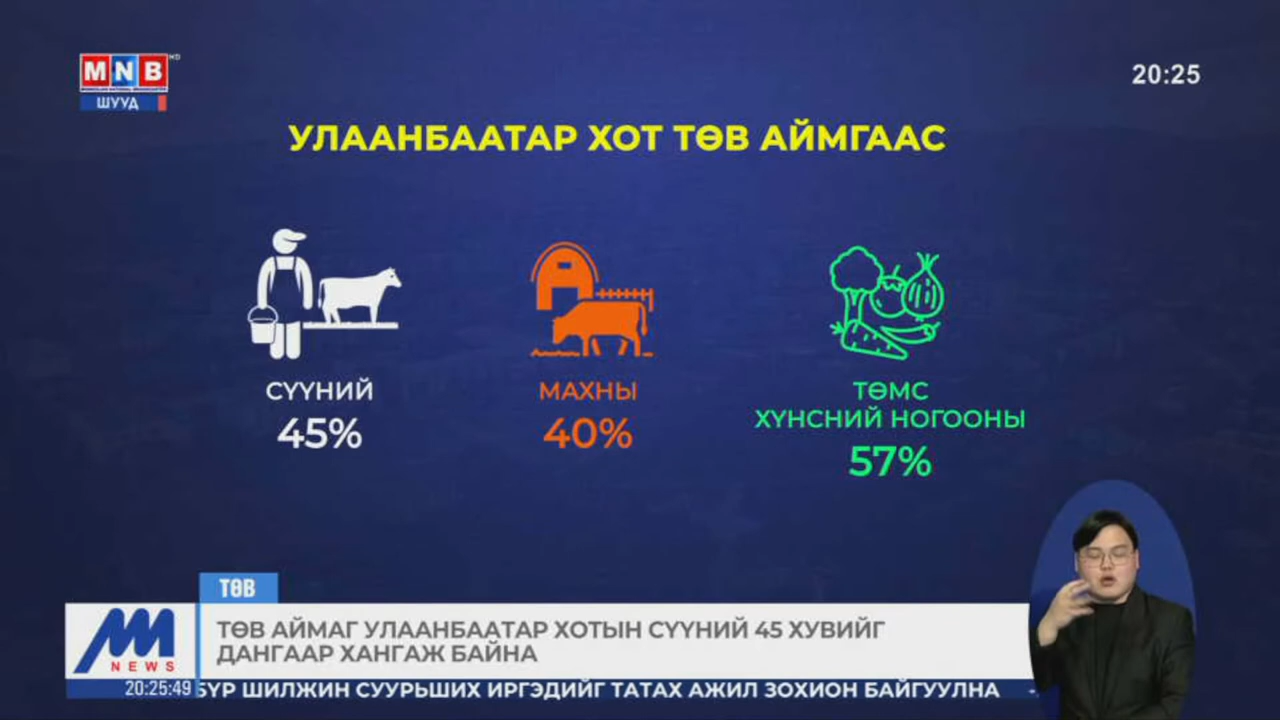 MNB HD
ШУУД
20:25
УЛААНБААТАР ХОТ ТӨВ АЙМГААС
СҮҮНИЙ
45%
МАХНЫ
40%
ТӨМС
ХҮНСНИЙ НОГООНЫ
57%
ТӨВ
ТӨВ АЙМАГ УЛААНБААТАР ХОТЫН СҮҮНИЙ 45 ХУВИЙГ
ДАНГААР ХАНГАЖ БАЙНА
NEWS
20:25:49
БҮР ШИЛЖИН СУУРЬШИХ ИРГЭДИЙГ ТАТАХ АЖИЛ ЗОХИОН БАЙГУУЛНА